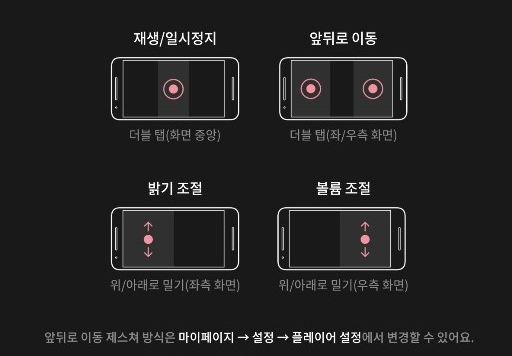 재생/일시정지
앞뒤로 이동
더블 탭(화면 중앙)
더블 탭(좌/우측 화면)
밝기 조절
볼륨 조절
위/아래로 밀기(좌측 화면)
위/아래로 밀기(우측 화면)
앞뒤로 이동 제스쳐 방식은 마이페이지 → 설정 → 플레이어 설정에서 변경할 수 있어요.